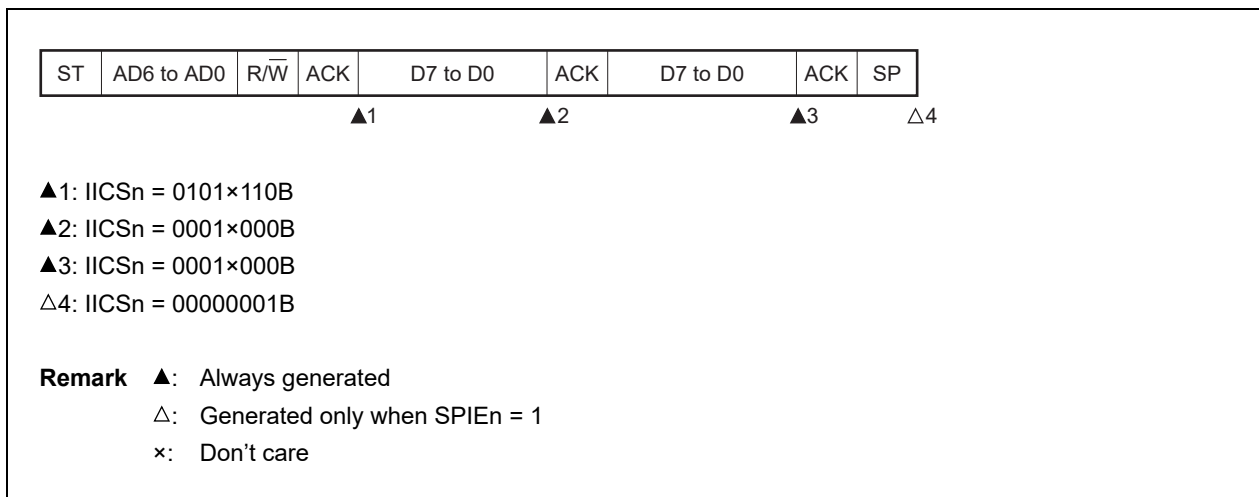 ST AD6 to AD0 R/W̅ ACK D7 to D0 ACK D7 to D0 ACK SP
▲1 ▲2 ▲3 △4
▲1: IICSn = 0101×110B
▲2: IICSn = 0001×000B
▲3: IICSn = 0001×000B
△4: IICSn = 00000001B
Remark ▲: Always generated
△: Generated only when SPIEn = 1
×: Don’t care